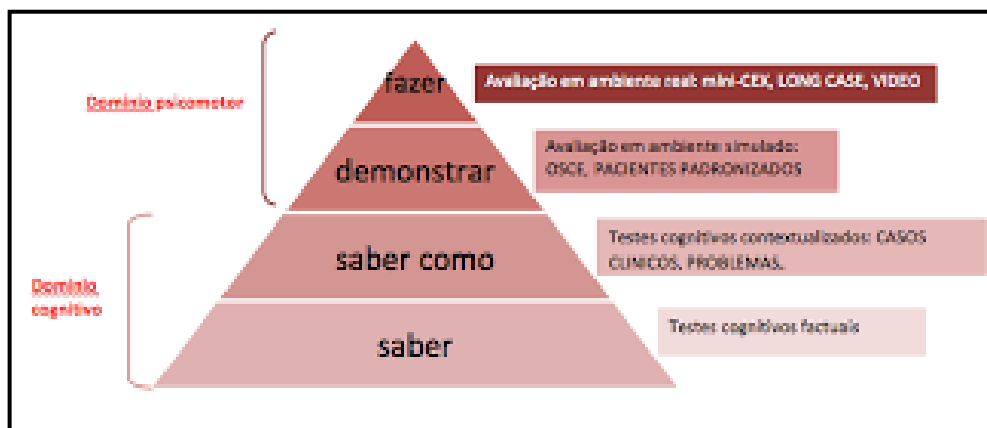 fazer
Avaliação em ambiente real: mini-CEX, LONG CASE, VIDEO
Domínio psicomotor
demonstrar
Avaliação em ambiente simulado:
OSCE, PACIENTES PADRONIZADOS
saber como
Testes cognitivos contextualizados: CASOS
CLINICOS, PROBLEMAS.
Domínio
cognitivo
saber
Testes cognitivos factuais